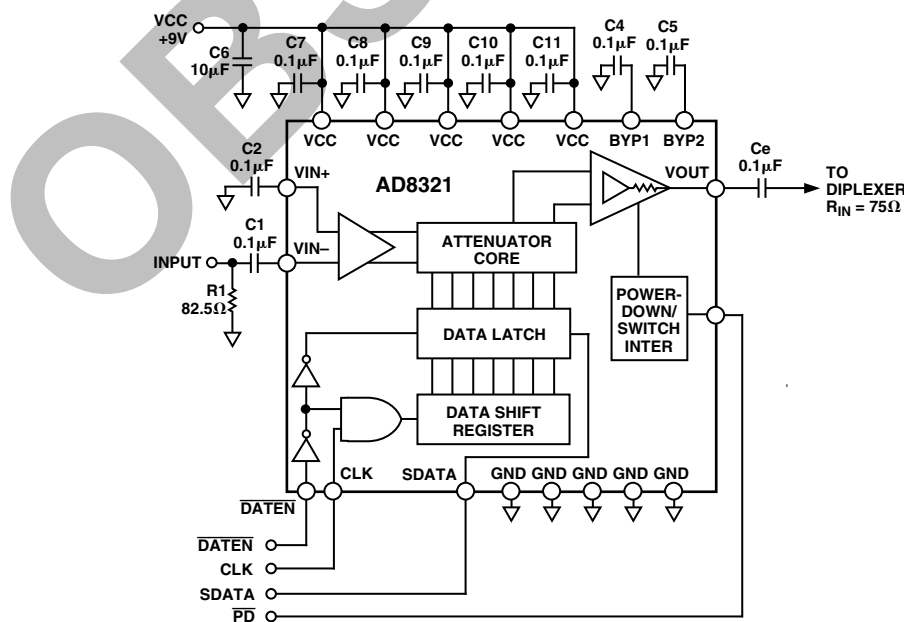 OBS
VCC
+9V
C6
10µF
C7
0.1µF
C8
0.1µF
C9
0.1µF
C10
0.1µF
C11
0.1µF
C4
0.1µF
C5
0.1µF
VCC
VCC
VCC
VCC
VCC
BYP1
BYP2
C2
0.1µF
VIN+
AD8321
VOUT
Ce
0.1µF
TO
DIPLEXER
RIN = 75Ω
C1
0.1µF
VIN–
INPUT
R1
82.5Ω
ATTENUATOR
CORE
POWER-
DOWN/
SWITCH
INTER
DATA LATCH
DATA SHIFT
REGISTER
CLK
SDATA
GND
GND
GND
GND
GND
DATEN
DATEN
CLK
SDATA
PD